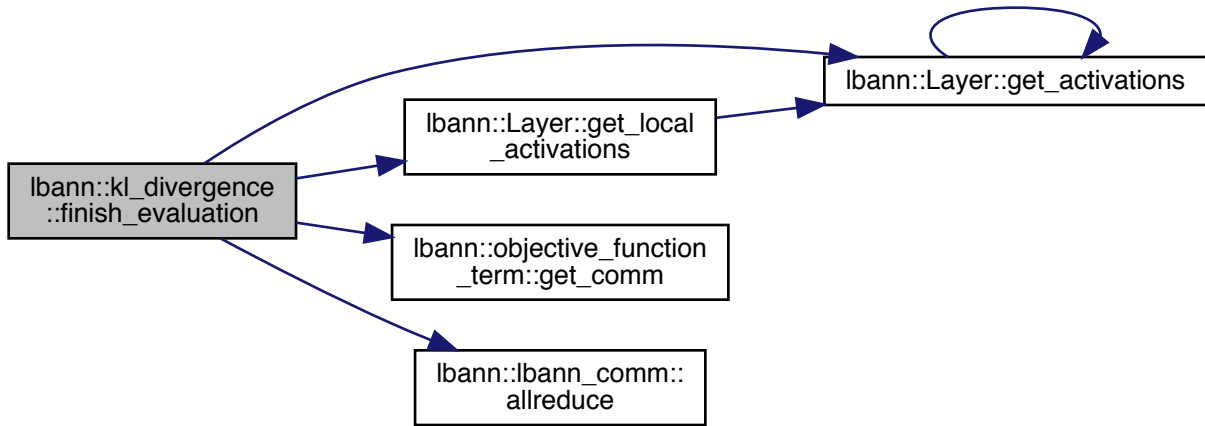 lbann::Layer::get_activations
lbann::Layer::get_local
_activations
lbann::kl_divergence
::finish_evaluation
lbann::objective_function
_term::get_comm
lbann::lbann_comm::
allreduce